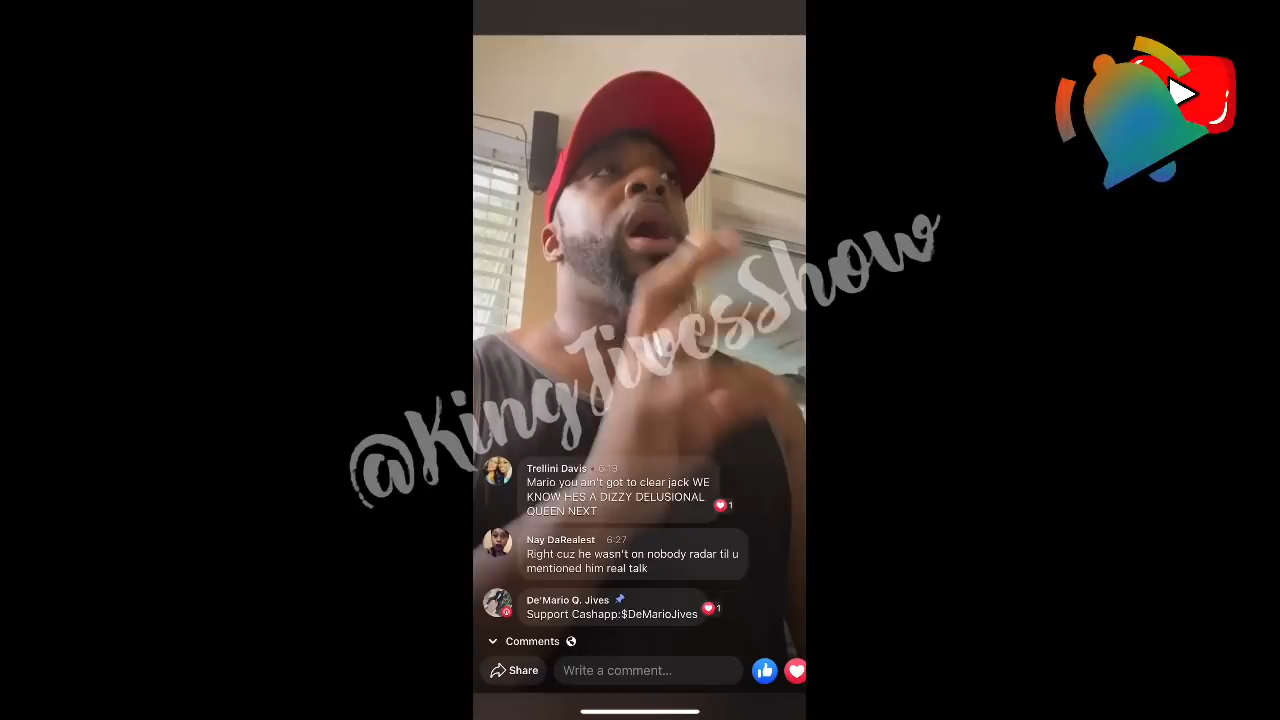 @KingJivesShow
Trellini Davis · 6:19
Mario you ain't got to clear jack WE
KNOW HES A DIZZY DELUSIONAL
QUEEN NEXT
1
Nay DaRealest 6:27
Right cuz he wasn't on nobody radar til u
mentioned him real talk
De'Mario Q. Jives
Support Cashapp:$DeMarioJives
1
Comments
Share
Write a comment...